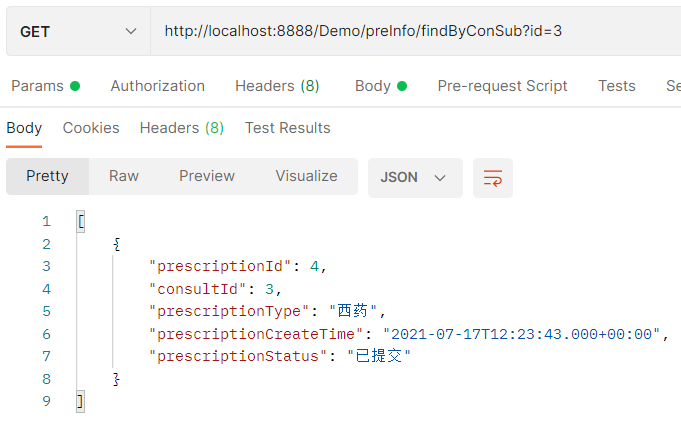 GET http://localhost:8888/Demo/preInfo/findByConSub?id=3
Params Authorization Headers (8) Body Pre-request Script Tests Se
Body Cookies Headers (8) Test Results
Pretty Raw Preview Visualize JSON
1 [
2 {
3 "prescriptionId": 4,
4 "consultId": 3,
5 "prescriptionType": "西药",
6 "prescriptionCreateTime": "2021-07-17T12:23:43.000+00:00",
7 "prescriptionStatus": "已提交"
8 }
9 ]